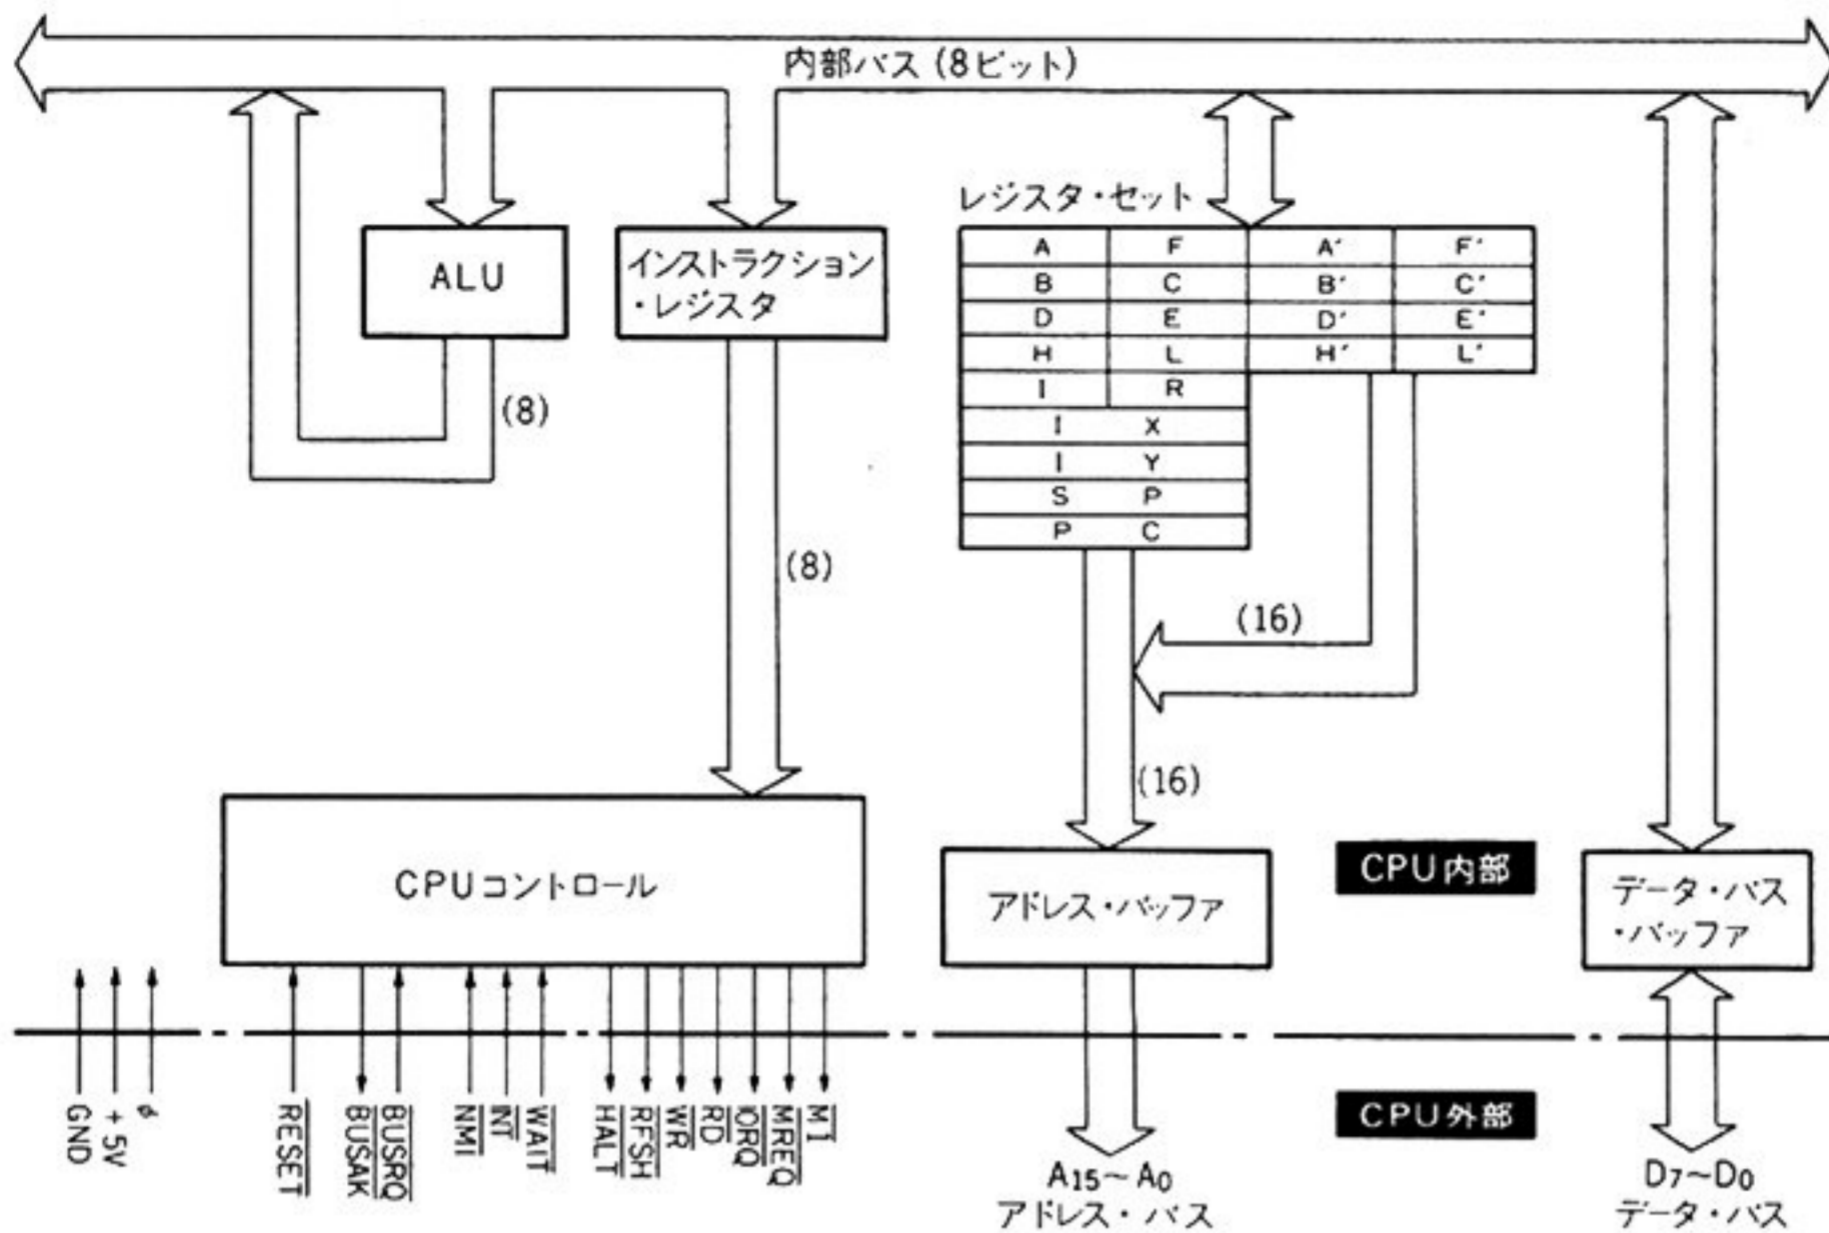 内部バス (8ビット)
レジスタ・セット
ALU
インストラクション
・レジスタ
A F A' F'
B C B' C'
D E D' E'
H L H' L'
I R
I X
I Y
S P
P C
(8)
(8)
(16)
(16)
CPUコントロール
アドレス・バッファ
CPU内部
データ・バス
・バッファ
GND
+5V
φ
RESET
BUSAK
BUSRQ
NMI
INT
WAIT
HALT
RFSH
WR
RD
IORQ
MREQ
M1
CPU外部
A15~A0
アドレス・バス
D7~D0
データ・バス